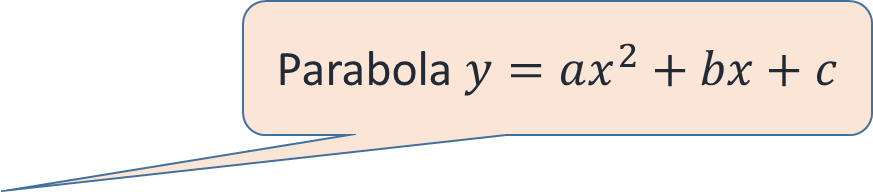 Parabola y = ax² + bx + c